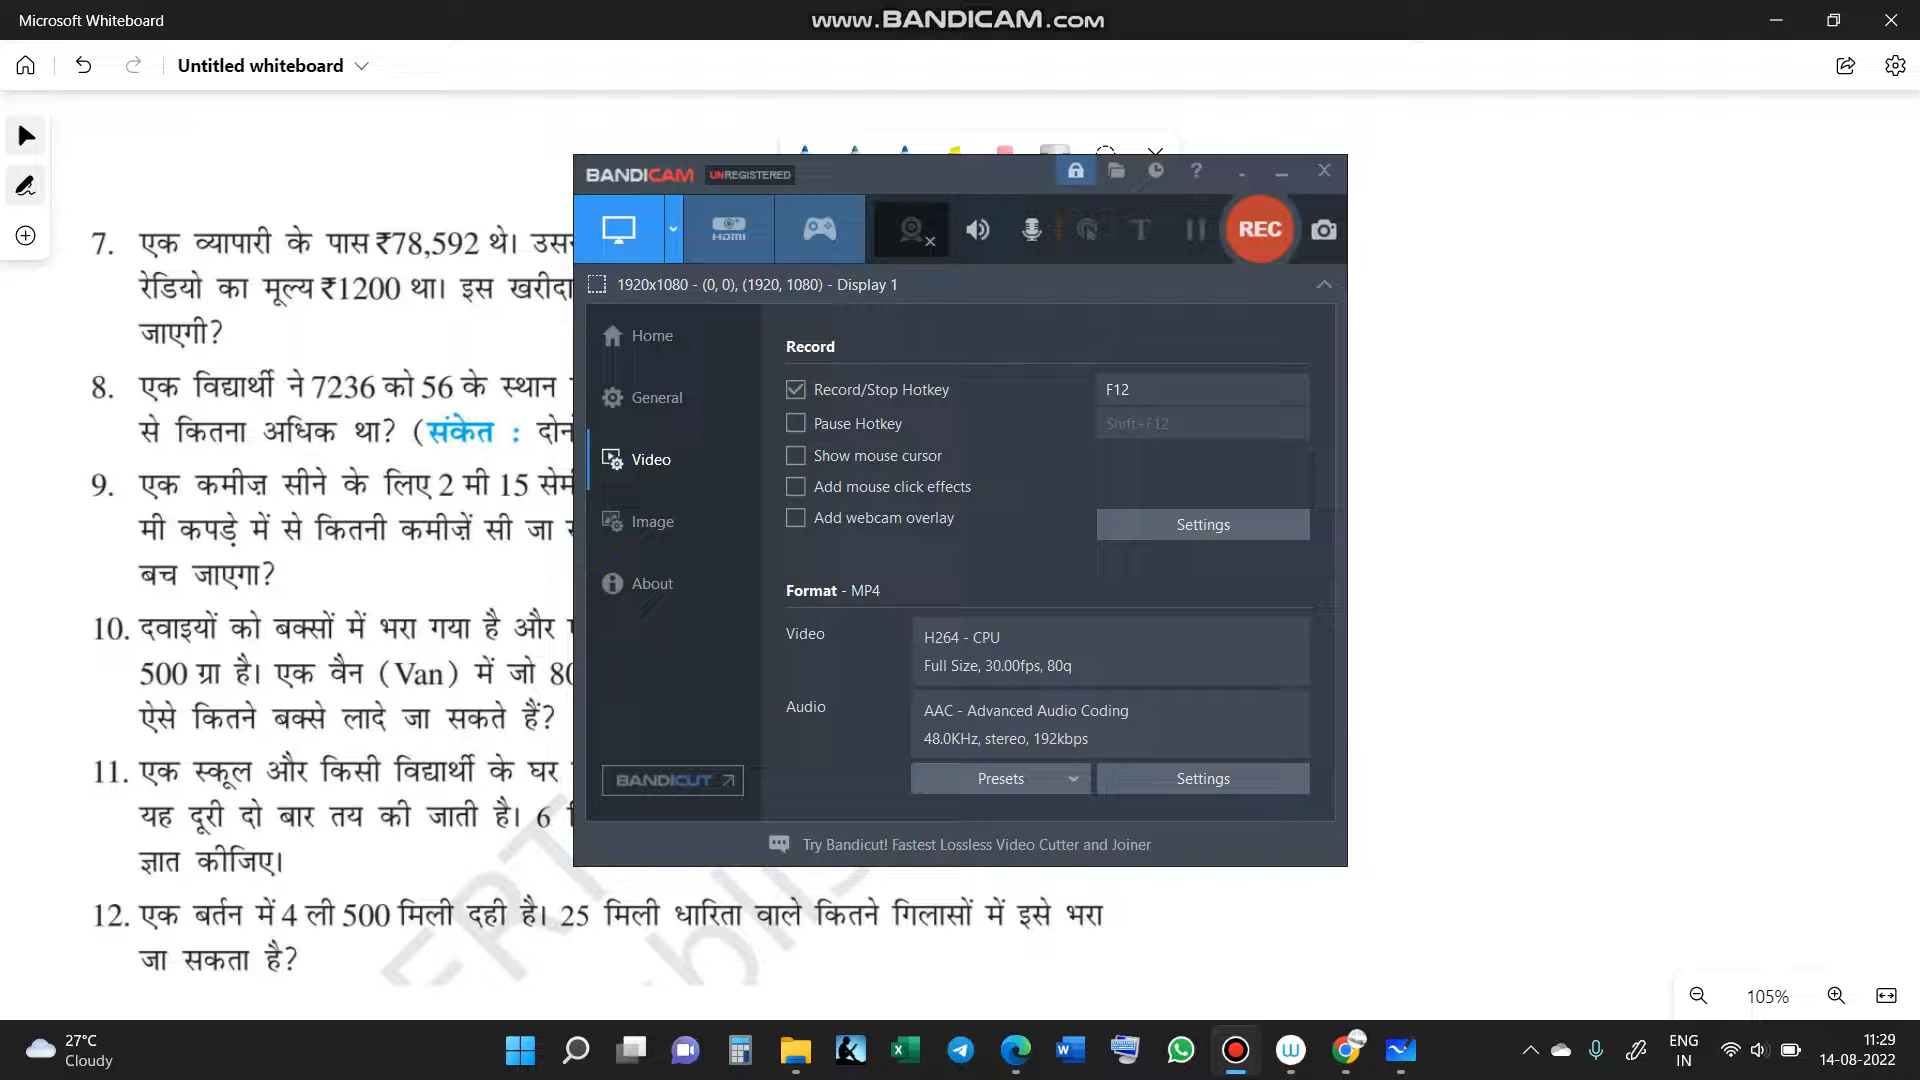 Microsoft Whiteboard
www.BANDICAM.com
Untitled whiteboard
7. एक व्यापारी के पास ₹78,592 थे।
रेडियो का मूल्य ₹1200 था। इस
जाएगी?
8. एक विद्यार्थी ने 7236 को 56 के स्थान
से कितना अधिक था? (संकेत :
9. एक कमीज़ सीने के लिए 2 मी 15
मी कपड़े में से कितनी कमीज़ें सी जा
बच जाएगा?
10. दवाइयों को बक्सों में भरा गया है और
500 ग्रा है। एक वैन (Van) में जो
ऐसे कितने बक्से लादे जा सकते हैं?
11. एक स्कूल और किसी विद्यार्थी के घर
यह दूरी दो बार तय की जाती है। 6
ज्ञात कीजिए।
12. एक बर्तन में 4 ली 500 मिली दही है। 25 मिली धारिता वाले कितने गिलासों में इसे भरा
जा सकता है?
BANDICAM UNREGISTERED
HDMI
REC
1920x1080 - (0, 0), (1920, 1080) - Display 1
Home
General
Video
Image
About
BANDICUT
Record
Record/Stop Hotkey F12
Pause Hotkey Shift+F12
Show mouse cursor
Add mouse click effects
Add webcam overlay
Settings
Format - MP4
Video
H264 - CPU
Full Size, 30.00fps, 80q
Audio
AAC - Advanced Audio Coding
48.0KHz, stereo, 192kbps
Presets Settings
Try Bandicut! Fastest Lossless Video Cutter and Joiner
105%
27°C
Cloudy
ENG
IN
11:29
14-08-2022